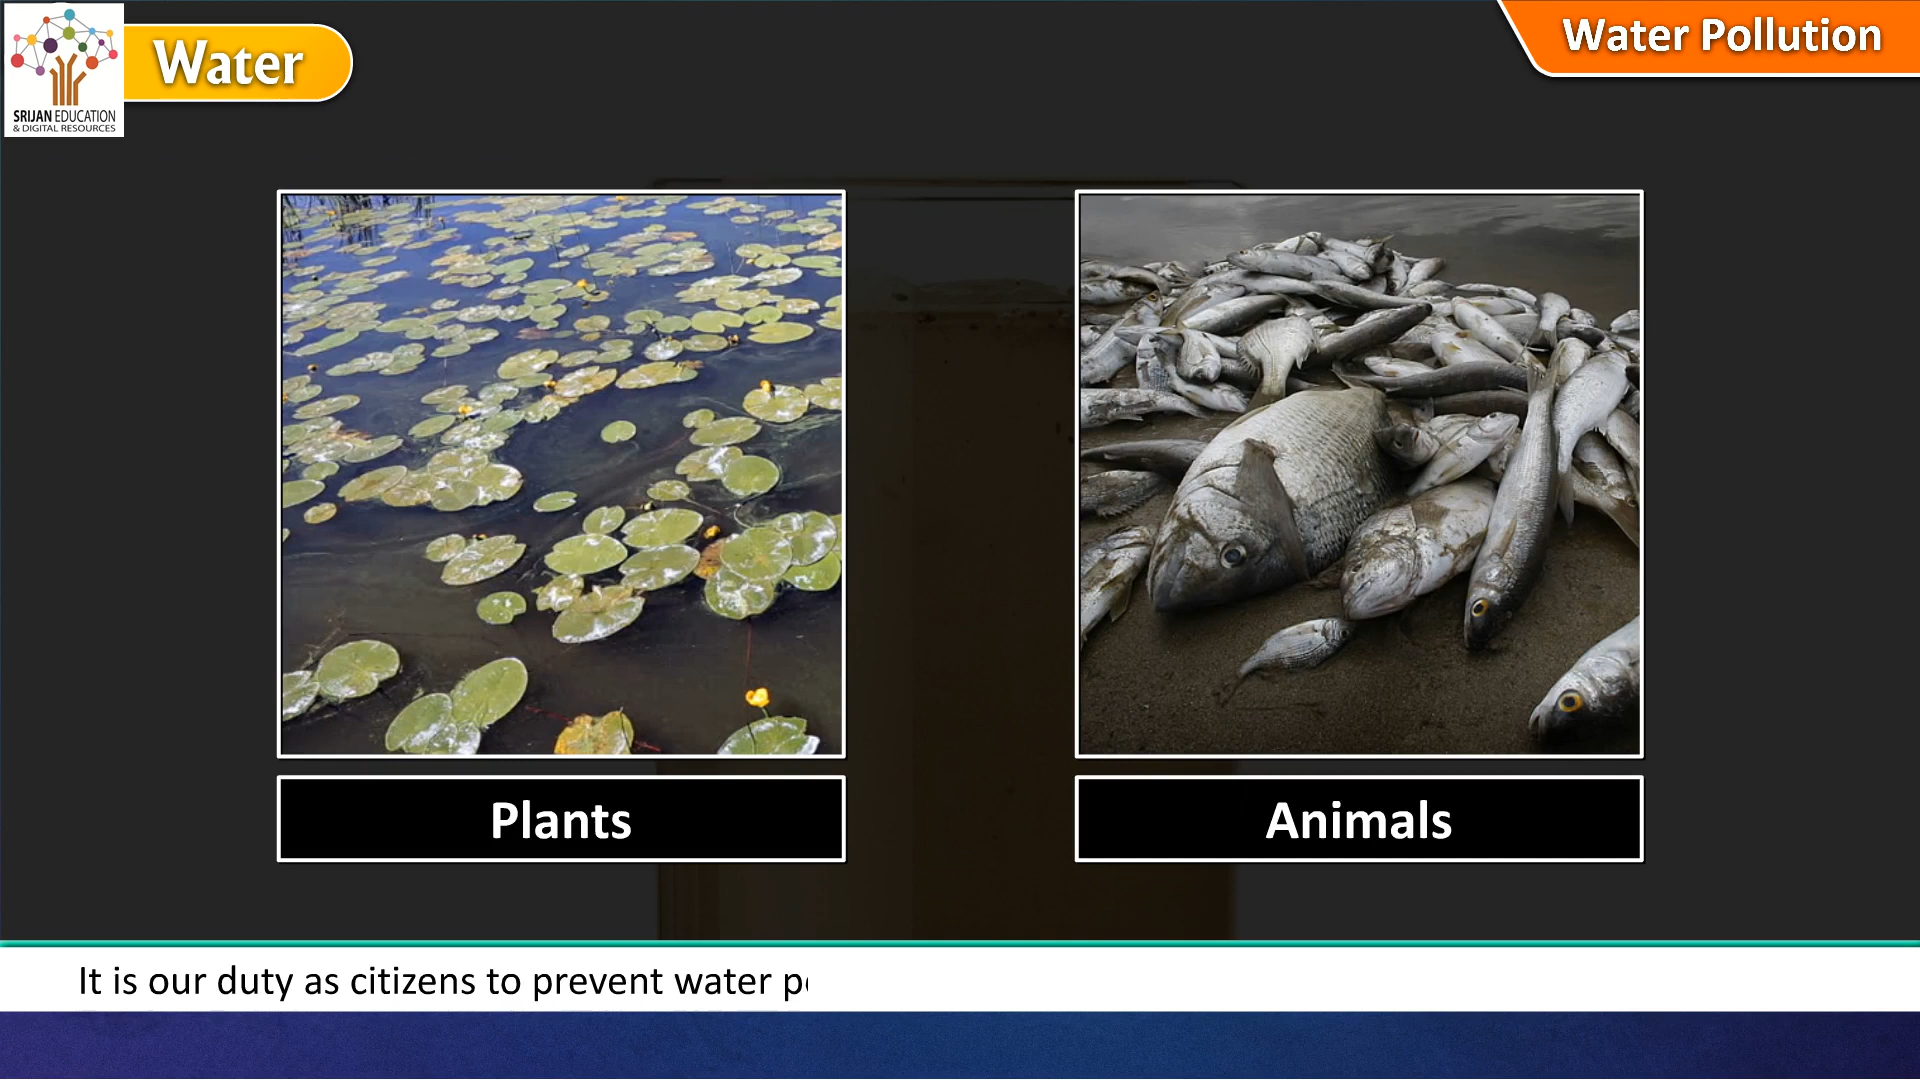 SRIJAN EDUCATION
& DIGITAL RESOURCES
Water
Water Pollution
Plants
Animals
It is our duty as citizens to prevent water